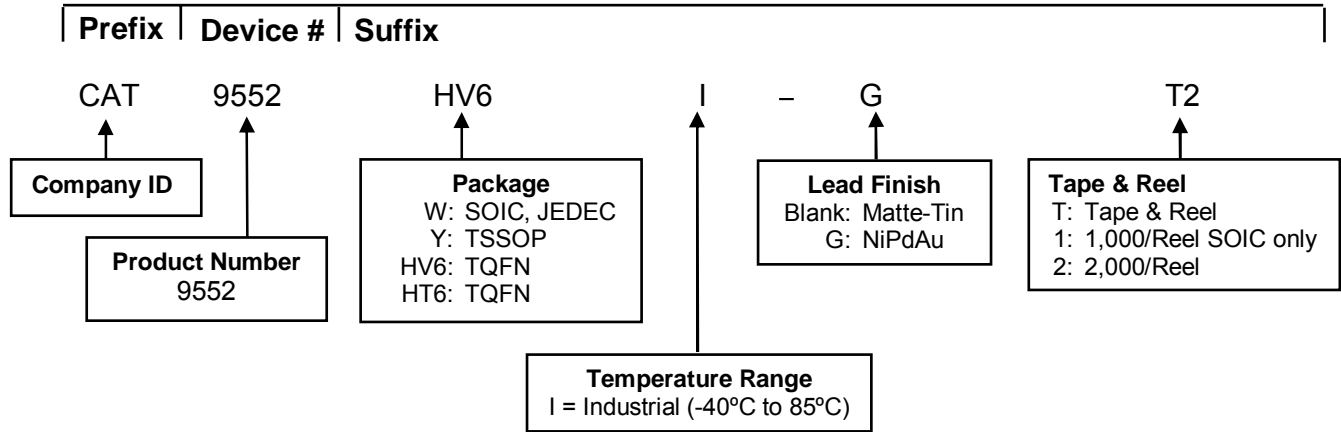 Prefix Device # Suffix
CAT 9552 HV6 I – G T2
Company ID
Product Number
9552
Package
W: SOIC, JEDEC
Y: TSSOP
HV6: TQFN
HT6: TQFN
Lead Finish
Blank: Matte-Tin
G: NiPdAu
Tape & Reel
T: Tape & Reel
1: 1,000/Reel SOIC only
2: 2,000/Reel
Temperature Range
I = Industrial (-40ºC to 85ºC)